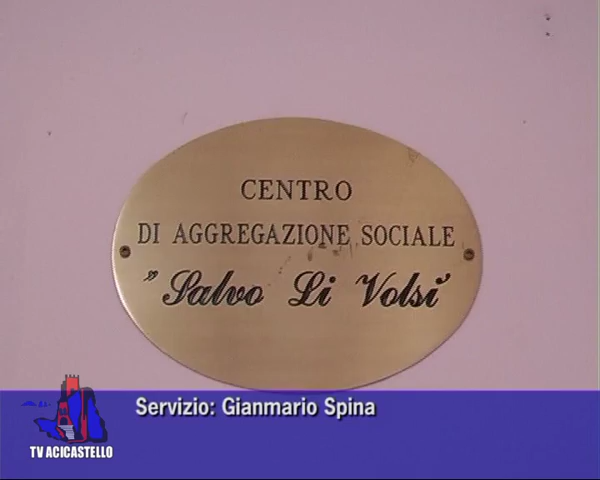 CENTRO
DI AGGREGAZIONE SOCIALE
"Salvo Li Volsi"
Servizio: Gianmario Spina
TV ACICASTELLO